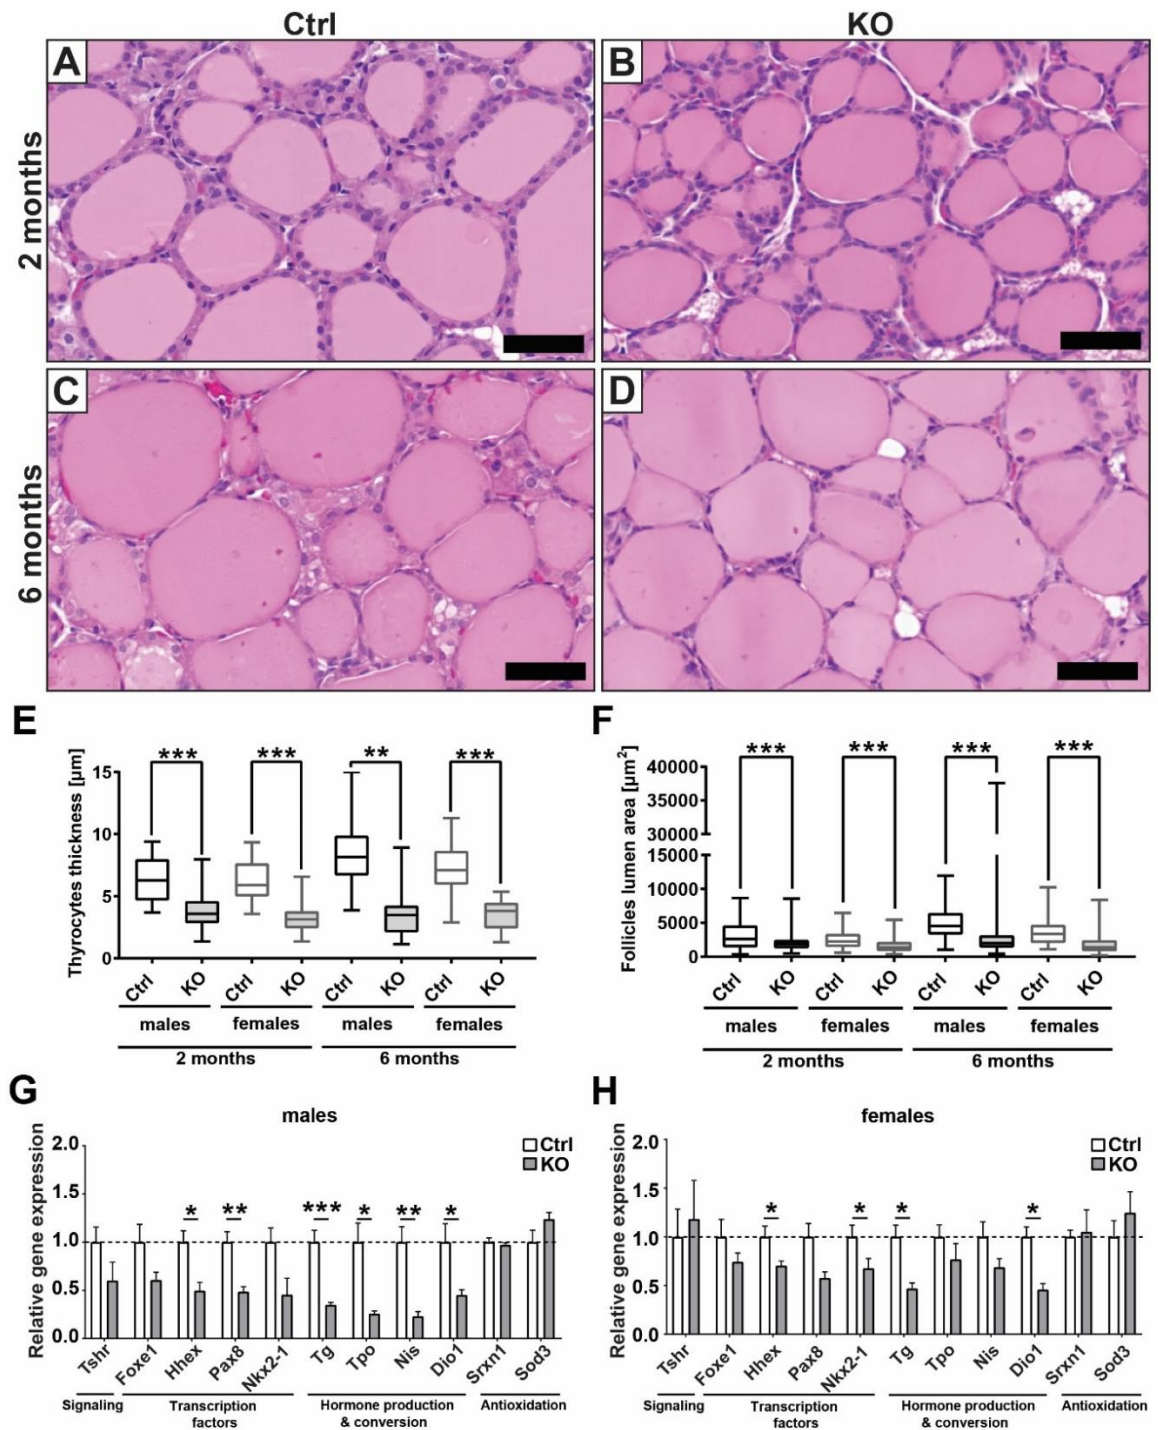 Ctrl
KO
A
B
2 months
C
D
6 months
E
F
Thyrocytes thickness [µm]
15
10
5
0
***
***
**
***
Ctrl
KO
Ctrl
KO
Ctrl
KO
Ctrl
KO
males
females
males
females
2 months
6 months
Follicles lumen area [µm²]
40000
35000
30000
15000
10000
5000
0
***
***
***
***
Ctrl
KO
Ctrl
KO
Ctrl
KO
Ctrl
KO
males
females
males
females
2 months
6 months
G
males
Relative gene expression
2.0
1.5
1.0
0.5
0.0
Ctrl
KO
*
**
***
*
**
*
Tshr
Foxe1
Hhex
Pax8
Nkx2-1
Tg
Tpo
Nis
Dio1
Srxn1
Sod3
Signaling
Transcription
factors
Hormone production
& conversion
Antioxidation
H
females
Relative gene expression
2.0
1.5
1.0
0.5
0.0
Ctrl
KO
*
*
*
*
Tshr
Foxe1
Hhex
Pax8
Nkx2-1
Tg
Tpo
Nis
Dio1
Srxn1
Sod3
Signaling
Transcription
factors
Hormone production
& conversion
Antioxidation